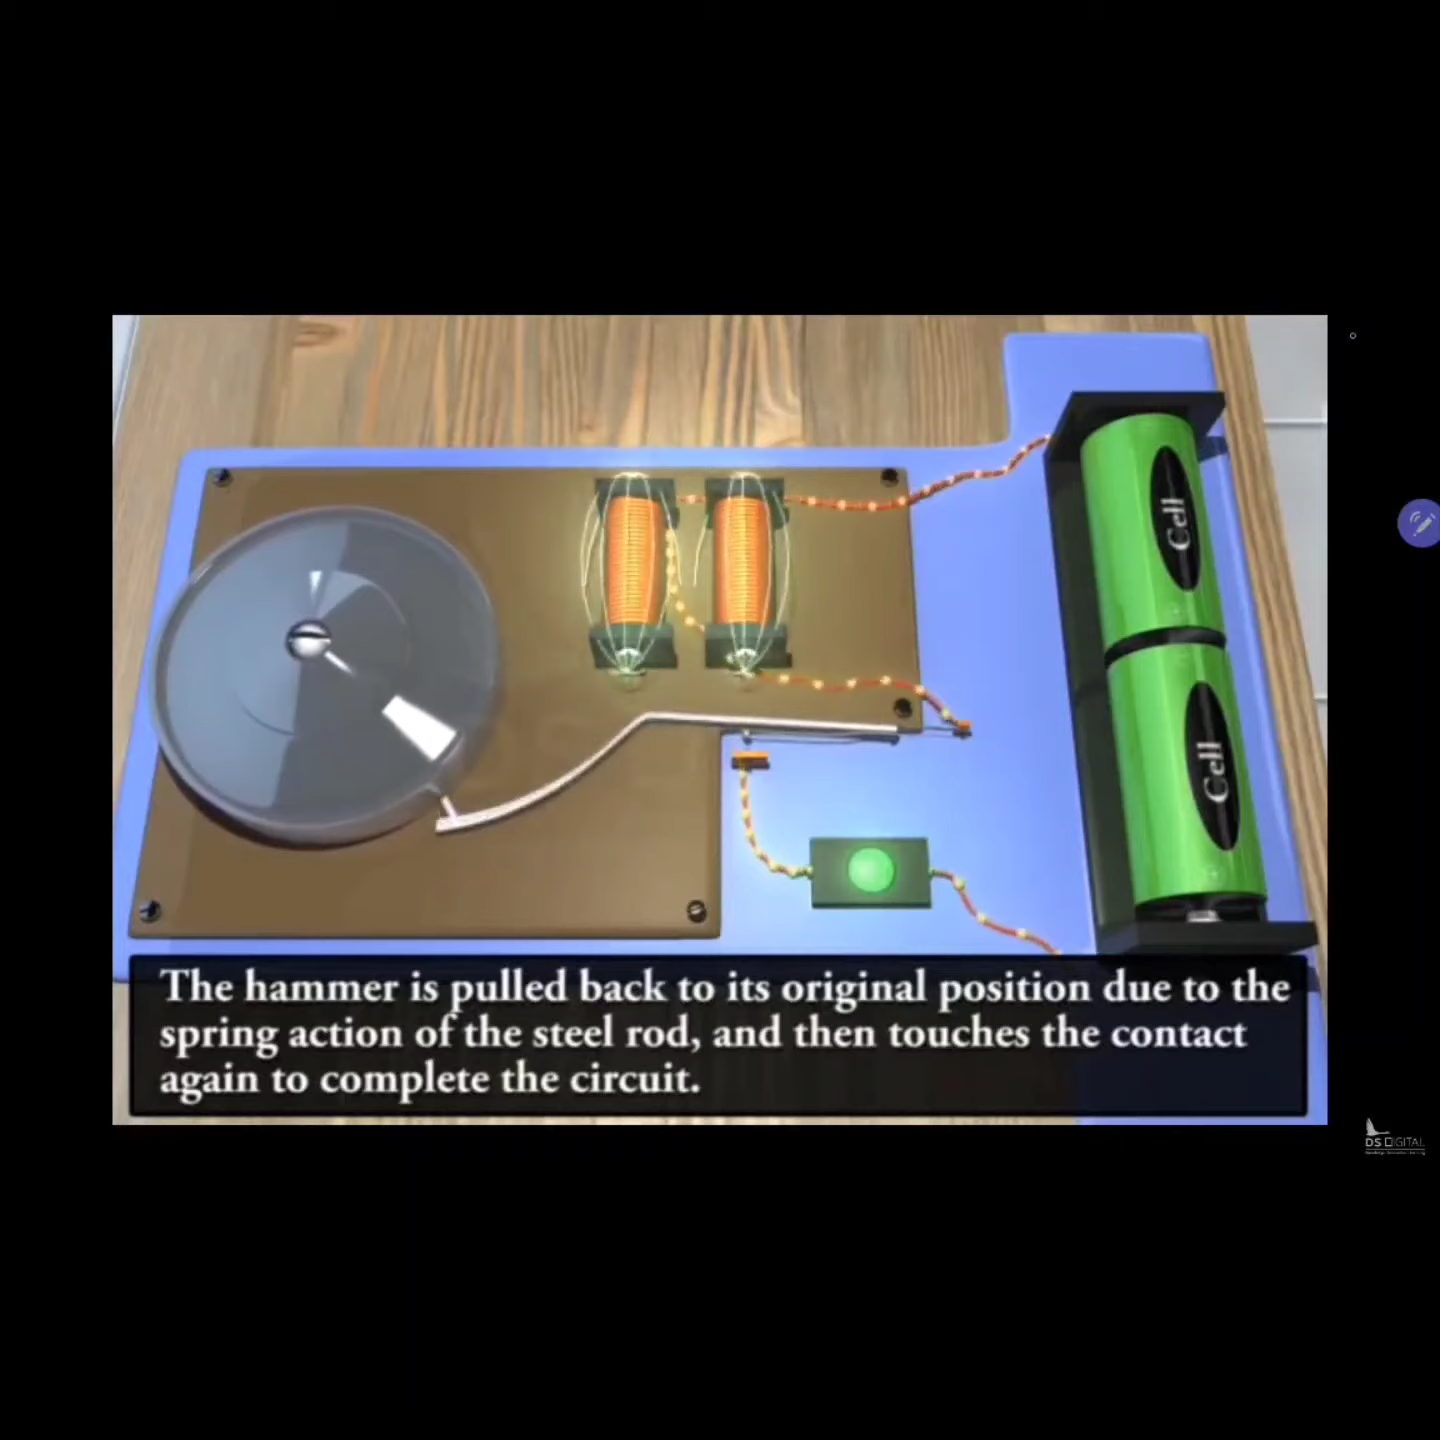 Cell
Cell
The hammer is pulled back to its original position due to the
spring action of the steel rod, and then touches the contact
again to complete the circuit.
DS DIGITAL